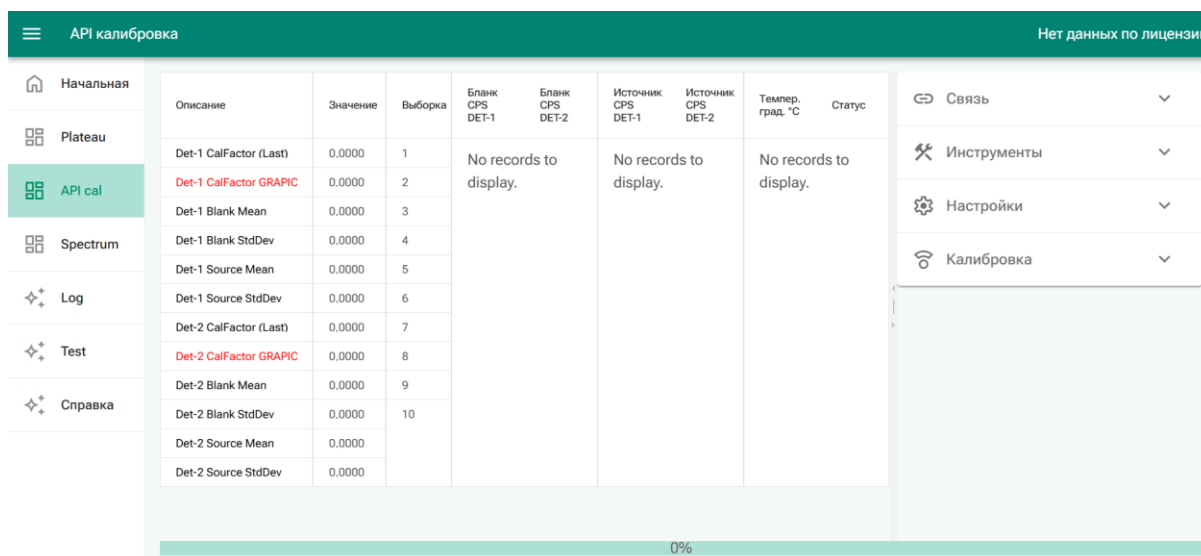 API калибровка
Нет данных по лицензии
Начальная
Plateau
API cal
Spectrum
Log
Test
Справка
Описание Значение Выборка Бланк CPS DET-1 Бланк CPS DET-2 Источник CPS DET-1 Источник CPS DET-2 Темпер. град. °C Статус
Det-1 CalFactor (Last) 0,0000 1
Det-1 CalFactor GRAPIC 0,0000 2
Det-1 Blank Mean 0,0000 3
Det-1 Blank StdDev 0,0000 4
Det-1 Source Mean 0,0000 5
Det-1 Source StdDev 0,0000 6
Det-2 CalFactor (Last) 0,0000 7
Det-2 CalFactor GRAPIC 0,0000 8
Det-2 Blank Mean 0,0000 9
Det-2 Blank StdDev 0,0000 10
Det-2 Source Mean 0,0000
Det-2 Source StdDev 0,0000
No records to
display.
No records to
display.
No records to
display.
Связь
Инструменты
Настройки
Калибровка
0%